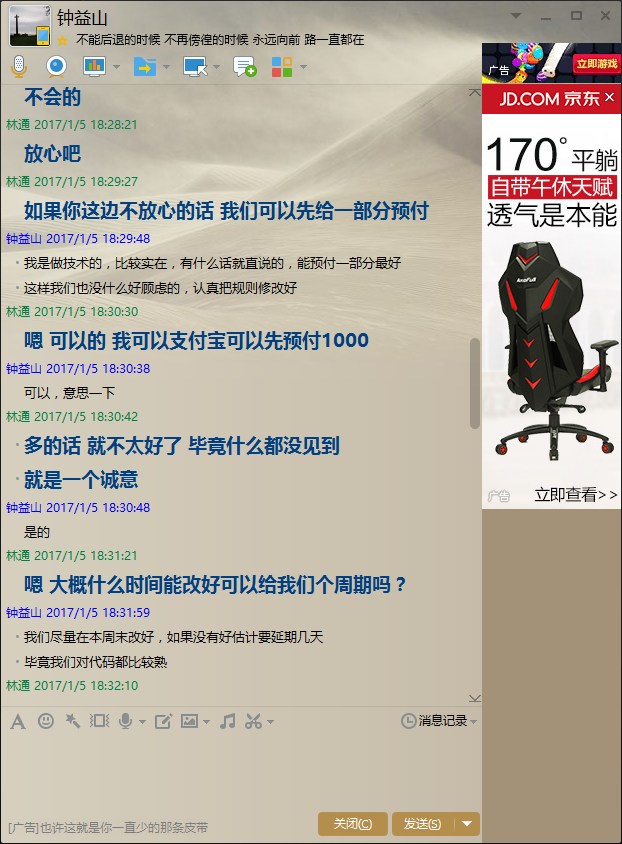 钟益山
不能后退的时候 不再傍徨的时候 永远向前 路一直都在
不会的
林通 2017/1/5 18:28:21
放心吧
林通 2017/1/5 18:29:27
如果你这边不放心的话 我们可以先给一部分预付
钟益山 2017/1/5 18:29:48
我是做技术的，比较实在，有什么话就直说的，能预付一部分最好
这样我们也没什么好顾虑的，认真把规则修改好
林通 2017/1/5 18:30:30
嗯 可以的 我可以支付宝可以先预付1000
钟益山 2017/1/5 18:30:38
可以，意思一下
林通 2017/1/5 18:30:42
多的话 就不太好了 毕竟什么都没见到
就是一个诚意
钟益山 2017/1/5 18:30:48
是的
林通 2017/1/5 18:31:21
嗯 大概什么时间能改好可以给我们个周期吗？
钟益山 2017/1/5 18:31:59
我们尽量在本周末改好，如果没有好估计要延期几天
毕竟我们对代码都比较熟
林通 2017/1/5 18:32:10
消息记录
[广告]也许这就是你一直少的那条皮带
关闭(C)
发送(S)
广告
立即游戏
JD.COM 京东
170°平躺
自带午休天赋
透气是本能
AutoFull
广告
立即查看>>